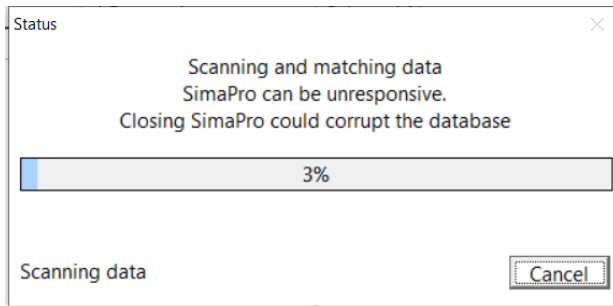 Status
Scanning and matching data
SimaPro can be unresponsive.
Closing SimaPro could corrupt the database
3%
Scanning data
Cancel